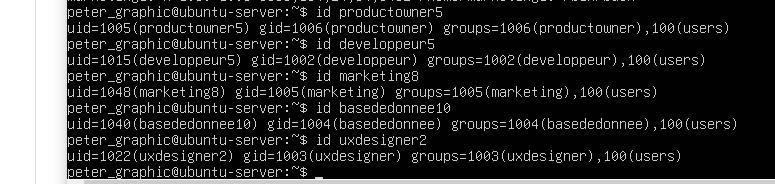 peter_graphic@ubuntu-server:~$ id productowner5
uid=1005(productowner5) gid=1006(productowner) groups=1006(productowner),100(users)
peter_graphic@ubuntu-server:~$ id developpeur5
uid=1015(developpeur5) gid=1002(developpeur) groups=1002(developpeur),100(users)
peter_graphic@ubuntu-server:~$ id marketing8
uid=1048(marketing8) gid=1005(marketing) groups=1005(marketing),100(users)
peter_graphic@ubuntu-server:~$ id basededonnee10
uid=1040(basededonnee10) gid=1004(basededonnee) groups=1004(basededonnee),100(users)
peter_graphic@ubuntu-server:~$ id uxdesigner2
uid=1022(uxdesigner2) gid=1003(uxdesigner) groups=1003(uxdesigner),100(users)
peter_graphic@ubuntu-server:~$ _